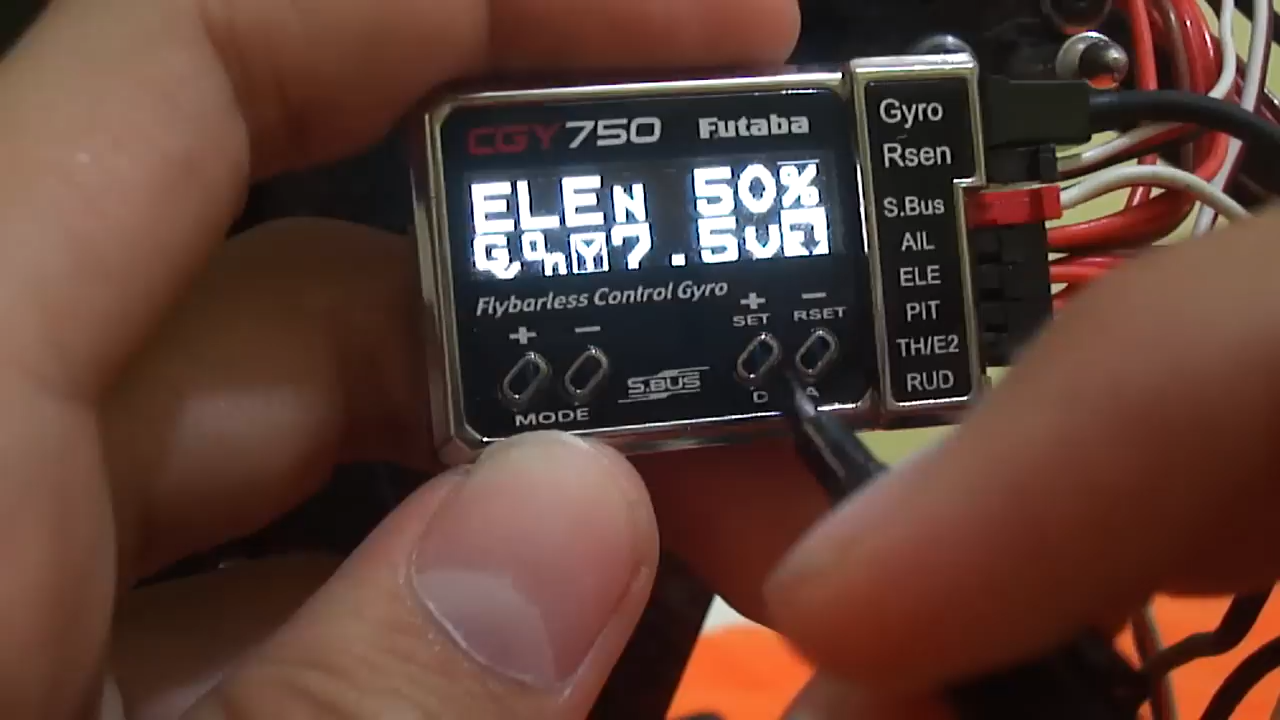 CGY750 Futaba
ELEn 50%
7.5v
Flybarless Control Gyro
+ - + -
SET RSET
MODE S.BUS D A
Gyro
Rsen
S.Bus
AIL
ELE
PIT
TH/E2
RUD